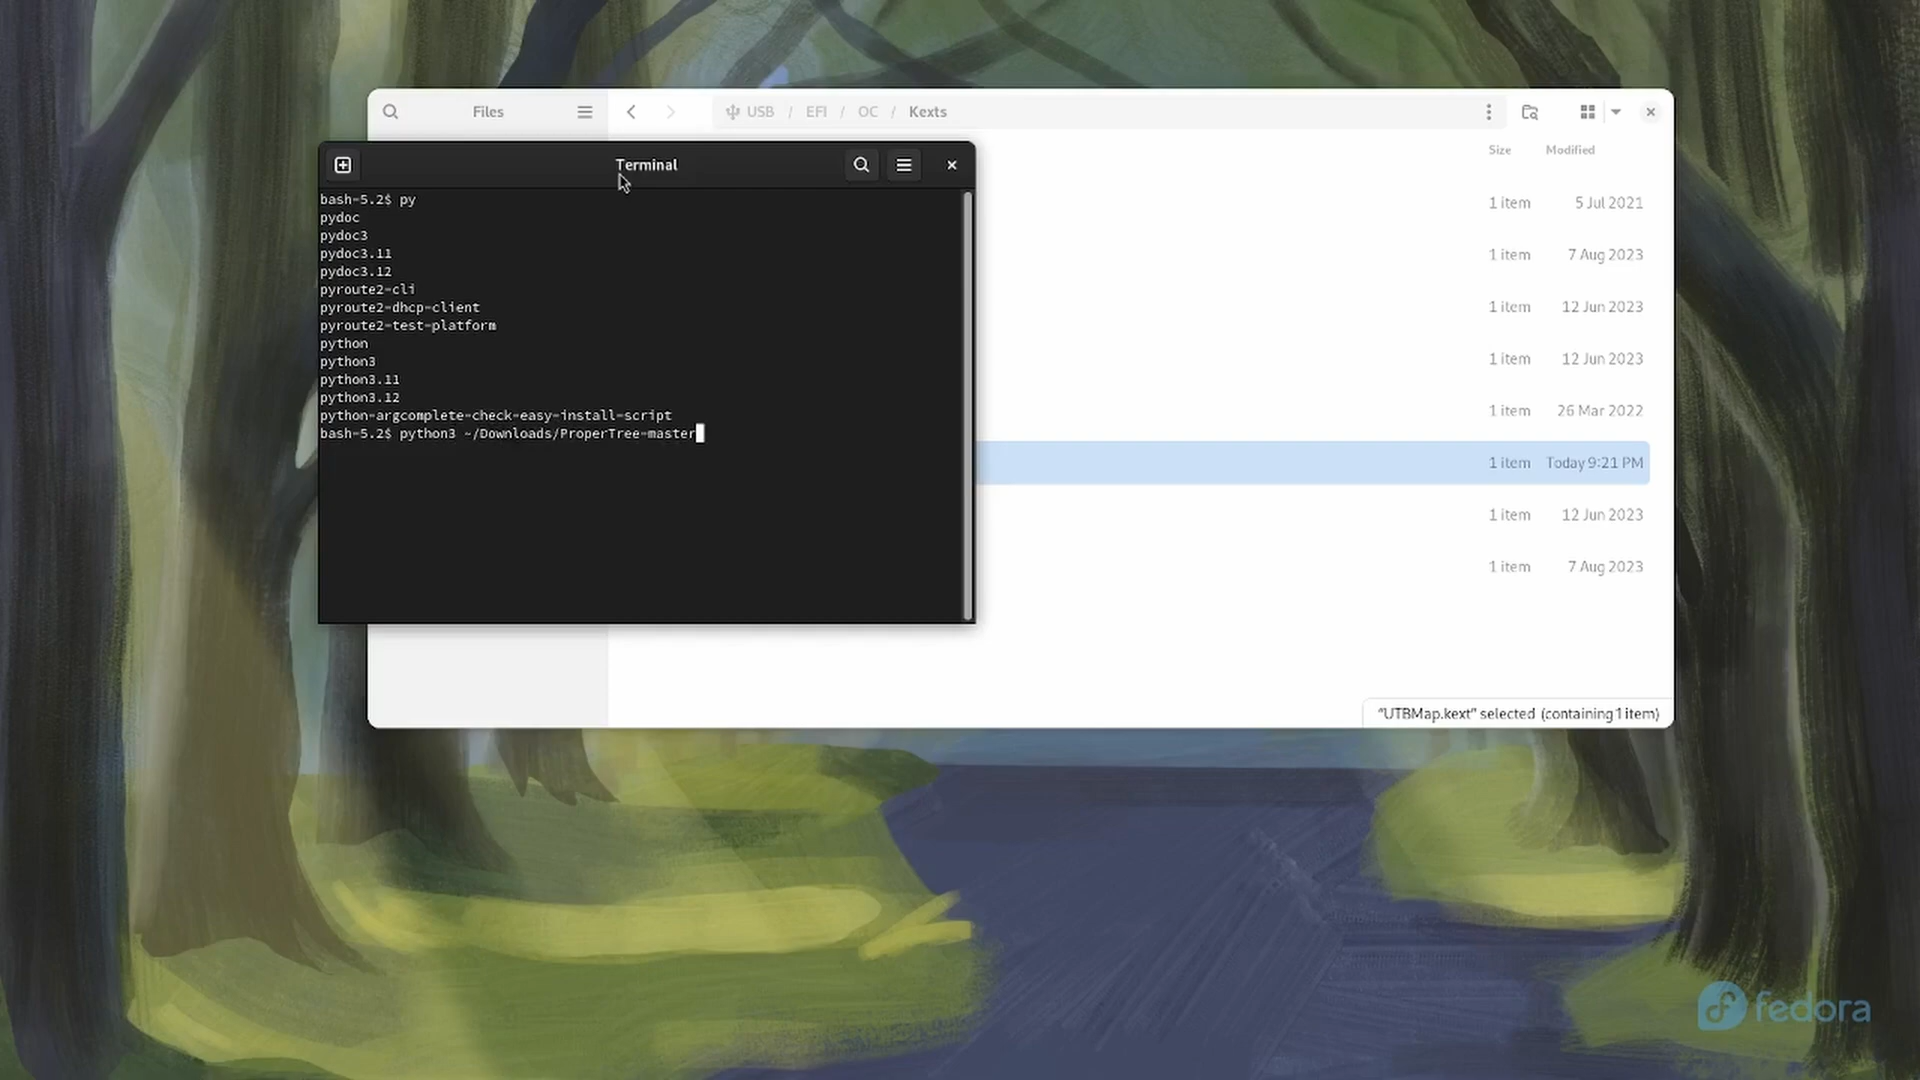 Files
USB / EFI / OC / Kexts
Size Modified
Terminal
bash-5.2$ py
pydoc
pydoc3
pydoc3.11
pydoc3.12
pyroute2-cli
pyroute2-dhcp-client
pyroute2-test-platform
python
python3
python3.11
python3.12
python-argcomplete-check-easy-install-script
bash-5.2$ python3 ~/Downloads/ProperTree-master
1 item 5 Jul 2021
1 item 7 Aug 2023
1 item 12 Jun 2023
1 item 12 Jun 2023
1 item 26 Mar 2022
1 item Today 9:21 PM
1 item 12 Jun 2023
1 item 7 Aug 2023
“UTBMap.kext” selected (containing 1 item)
fedora